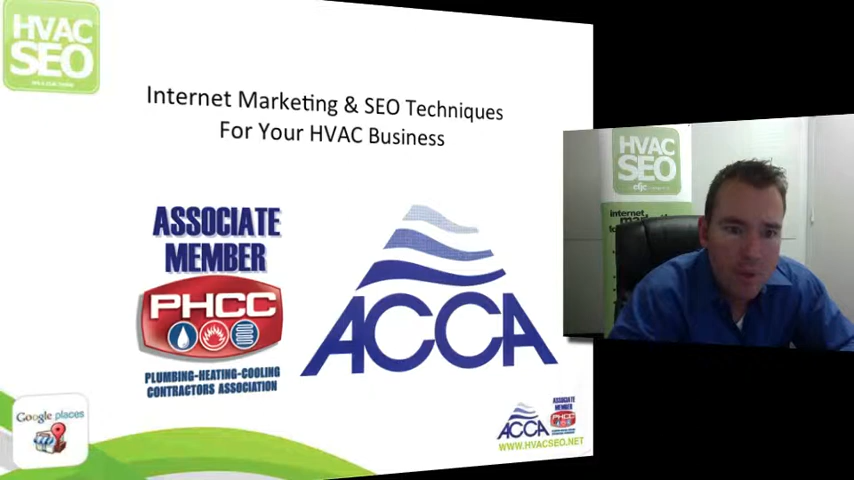 HVAC
SEO
Internet Marketing & SEO Techniques
For Your HVAC Business
ASSOCIATE
MEMBER
PHCC
PLUMBING-HEATING-COOLING
CONTRACTORS ASSOCIATION
ACCA
Google places
ACCA
ASSOCIATE
MEMBER
PHCC
WWW.HVACSEO.NET
HVAC
SEO
internet